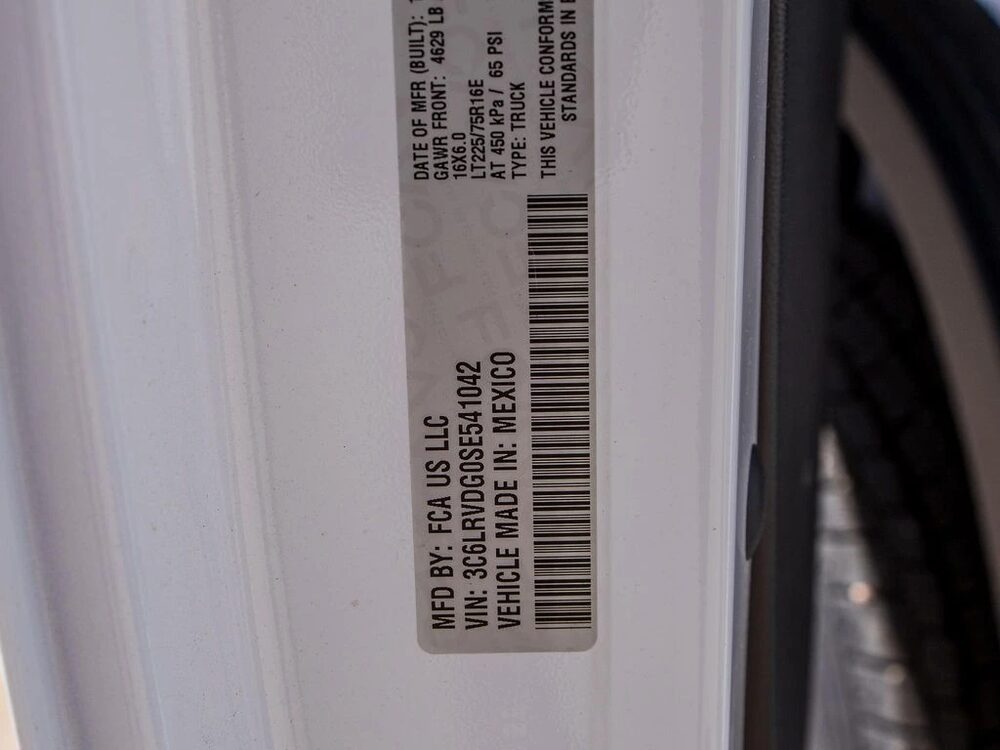 MFD BY: FCA US LLC
VIN: 3C6LRVDG0SE541042
VEHICLE MADE IN: MEXICO
DATE OF MFR (BUILT):
GAWR FRONT: 4629 LB
16X6.0
LT225/75R16E
AT 450 kPa / 65 PSI
TYPE: TRUCK
THIS VEHICLE CONFORM
STANDARDS IN